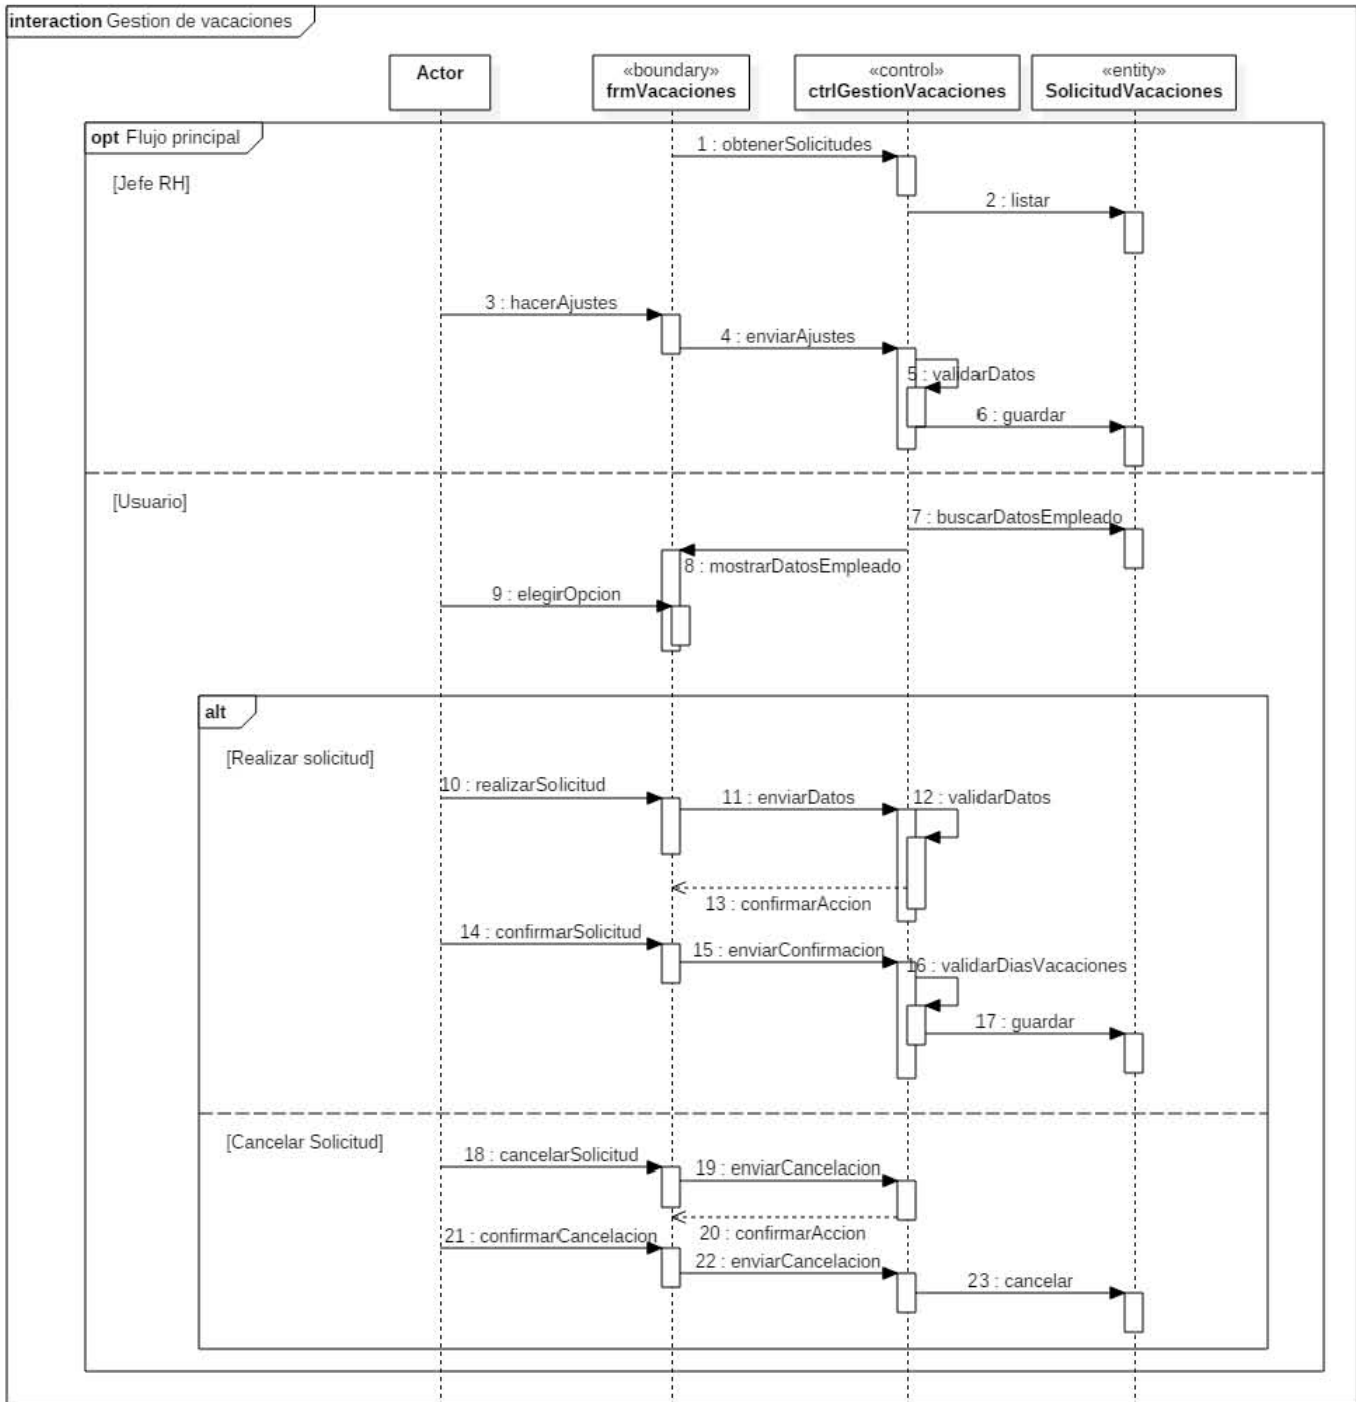 interaction Gestion de vacaciones
Actor
«boundary»
frmVacaciones
«control»
ctrlGestionVacaciones
«entity»
SolicitudVacaciones
opt Flujo principal
[Jefe RH]
1 : obtenerSolicitudes
2 : listar
3 : hacerAjustes
4 : enviarAjustes
5 : validarDatos
6 : guardar
[Usuario]
7 : buscarDatosEmpleado
8 : mostrarDatosEmpleado
9 : elegirOpcion
alt
[Realizar solicitud]
10 : realizarSolicitud
11 : enviarDatos
12 : validarDatos
13 : confirmarAccion
14 : confirmarSolicitud
15 : enviarConfirmacion
16 : validarDiasVacaciones
17 : guardar
[Cancelar Solicitud]
18 : cancelarSolicitud
19 : enviarCancelacion
20 : confirmarAccion
21 : confirmarCancelacion
22 : enviarCancelacion
23 : cancelar